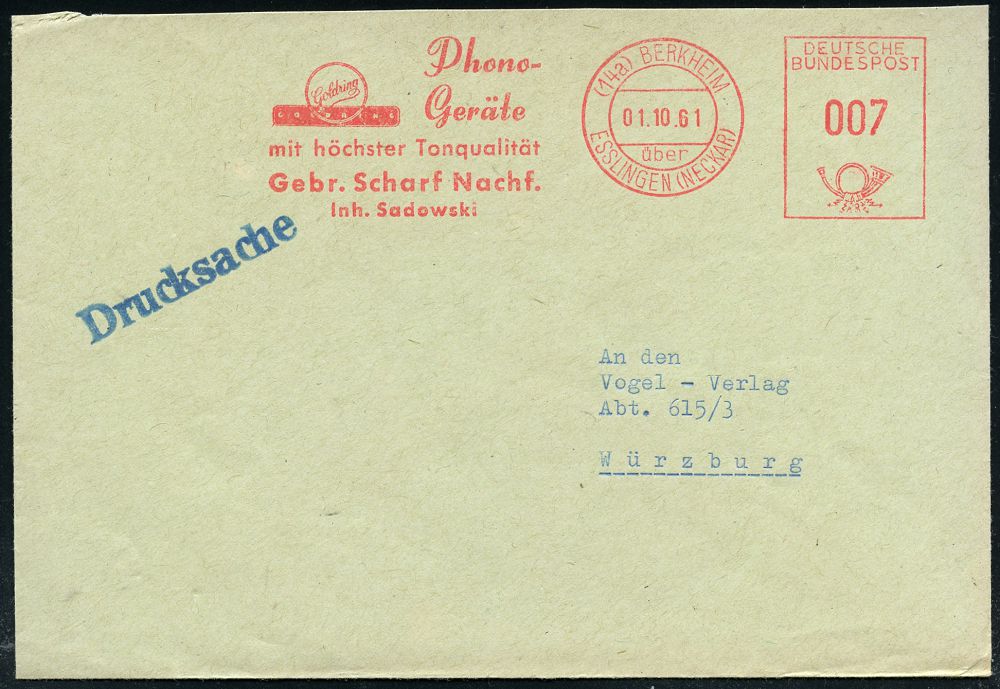 Phono-
Geräte
Goldring
mit höchster Tonqualität
Gebr. Scharf Nachf.
Inh. Sadowski
(14a) BERKHEIM
01.10.61
über
ESSLINGEN (NECKAR)
DEUTSCHE
BUNDESPOST
007
Drucksache
An den
Vogel - Verlag
Abt. 615/3
Würzburg